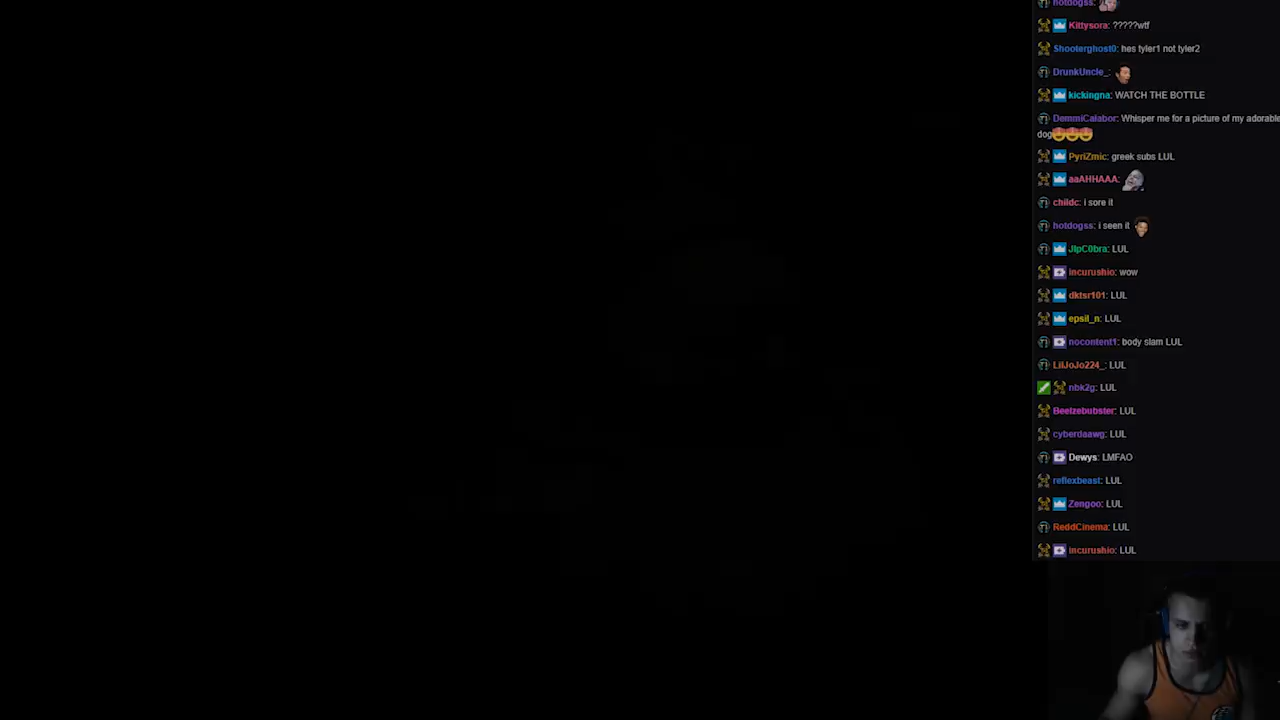 hotdogss:
Kittysora: ?????wtf
Shooterghost0: hes tyler1 not tyler2
DrunkUncle_:
kickingna: WATCH THE BOTTLE
DemmiCalabor: Whisper me for a picture of my adorable
dog
PyriZmic: greek subs LUL
aaAHHAAA:
childc: i sore it
hotdogss: i seen it
JlpC0bra: LUL
incurushio: wow
dktsr101: LUL
epsil_n: LUL
nocontent1: body slam LUL
LilJoJo224_: LUL
nbk2g: LUL
Beelzebubster: LUL
cyberdaawg: LUL
Dewys: LMFAO
reflexbeast: LUL
Zengoo: LUL
ReddCinema: LUL
incurushio: LUL